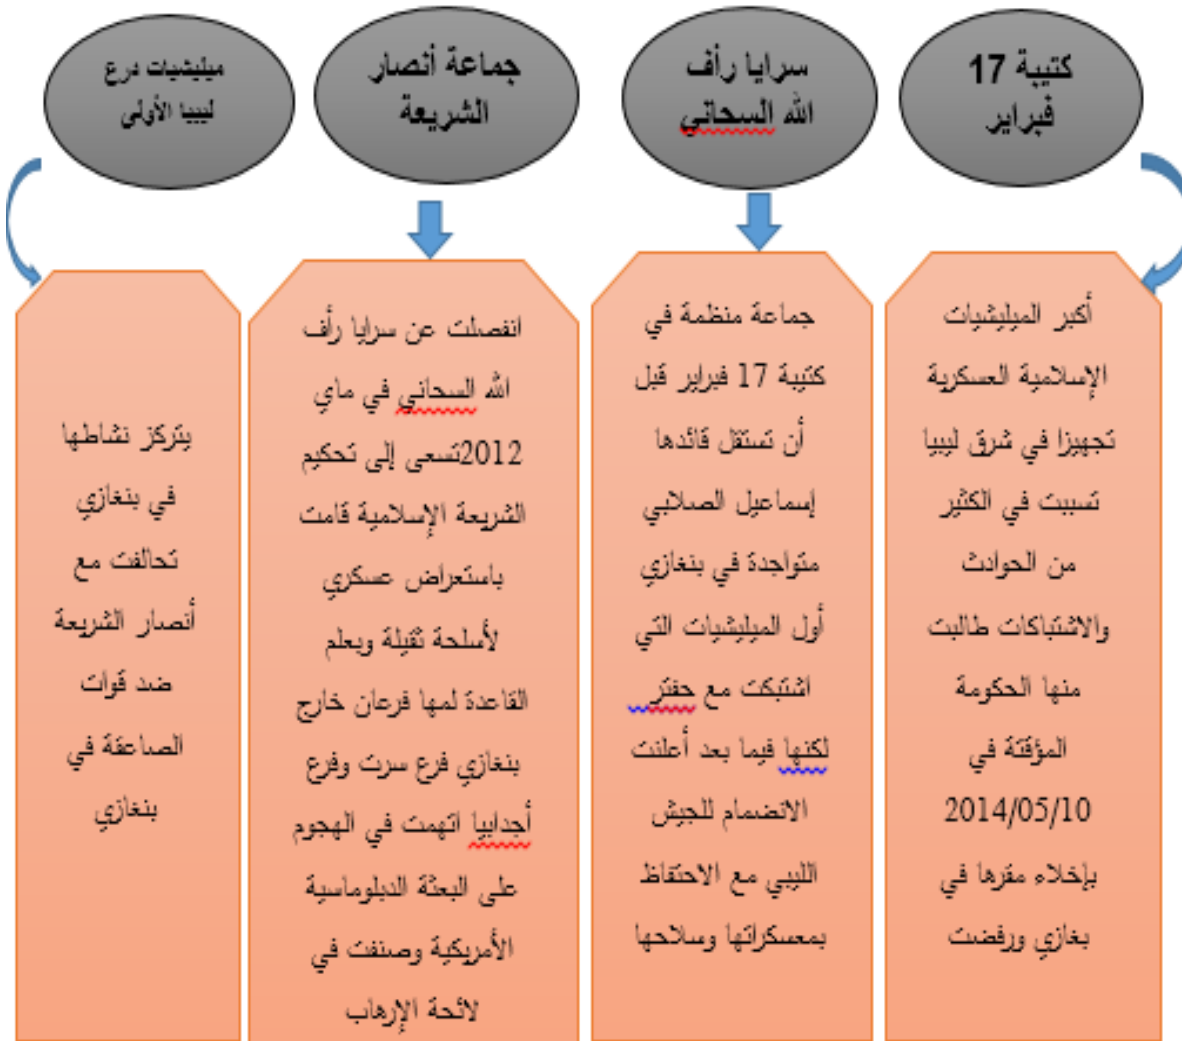 كتيبة 17
فبراير
سرايا رأف
الله السحاتي
جماعة أنصار
الشريعة
ميليشيات درع
ليبيا الأولى
أكبر الميليشيات
الإسلامية العسكرية
تجهيزا في شرق ليبيا
تسببت في الكثير
من الحوادث
والاشتباكات طالبت
منها الحكومة
المؤقتة في
2014/05/10
بإخلاء مقرها في
بغازي ورفضت
جماعة منظمة في
كتيبة 17 فبراير قبل
أن تستقل قائدها
إسماعيل الصلابي
متواجدة في بنغازي
أول الميليشيات التي
اشتبكت مع حفتر
لكنها فيما بعد أعلنت
الانضمام للجيش
الليبي مع الاحتفاظ
بمعسكراتها وسلاحها
انفصلت عن سرايا رأف
الله السحاتي في ماي
2012تسعى إلى تحكيم
الشريعة الإسلامية قامت
باستعراض عسكري
لأسلحة ثقيلة وبعلم
القاعدة لمها فرعان خارج
بنغازي فرع سرت وفرع
أجدابيا اتهمت في الهجوم
على البعثة الدبلوماسية
الأمريكية وصنفت في
لائحة الإرهاب
يتركز نشاطها
في بنغازي
تحالفت مع
أنصار الشريعة
ضد قوات
الصاعقة في
بنغازي